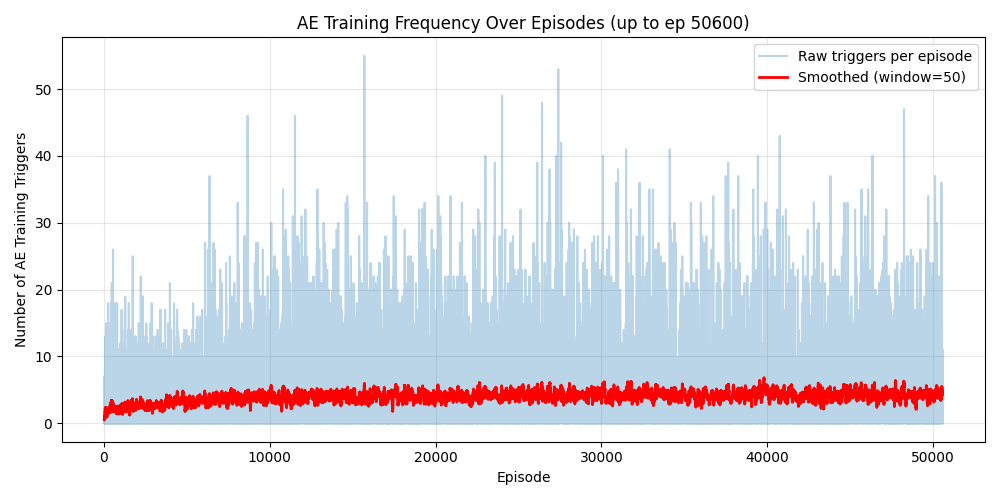 AE Training Frequency Over Episodes (up to ep 50600)
Raw triggers per episode
Smoothed (window=50)
Number of AE Training Triggers
50
40
30
20
10
0
0
10000
20000
30000
40000
50000
Episode